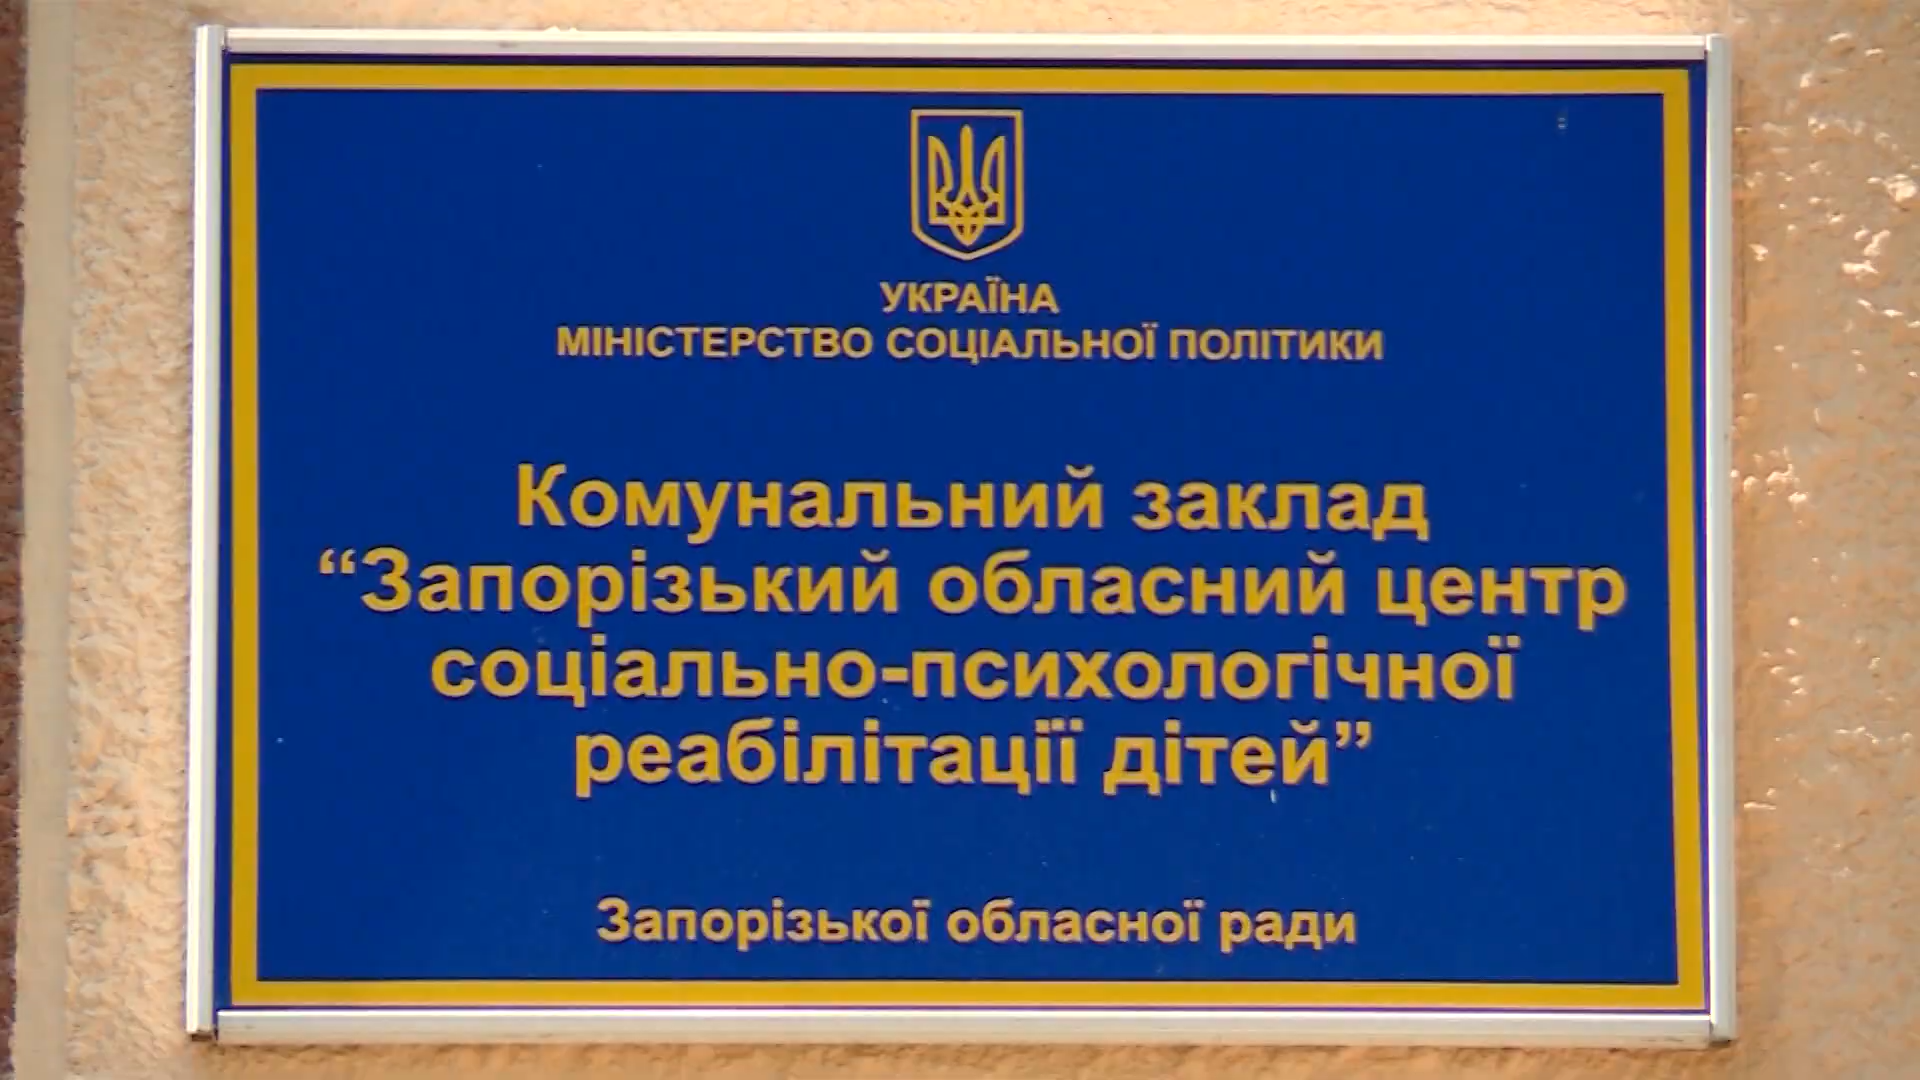 УКРАЇНА
МІНІСТЕРСТВО СОЦІАЛЬНОЇ ПОЛІТИКИ
Комунальний заклад
“Запорізький обласний центр
соціально-психологічної
реабілітації дітей”
Запорізької обласної ради